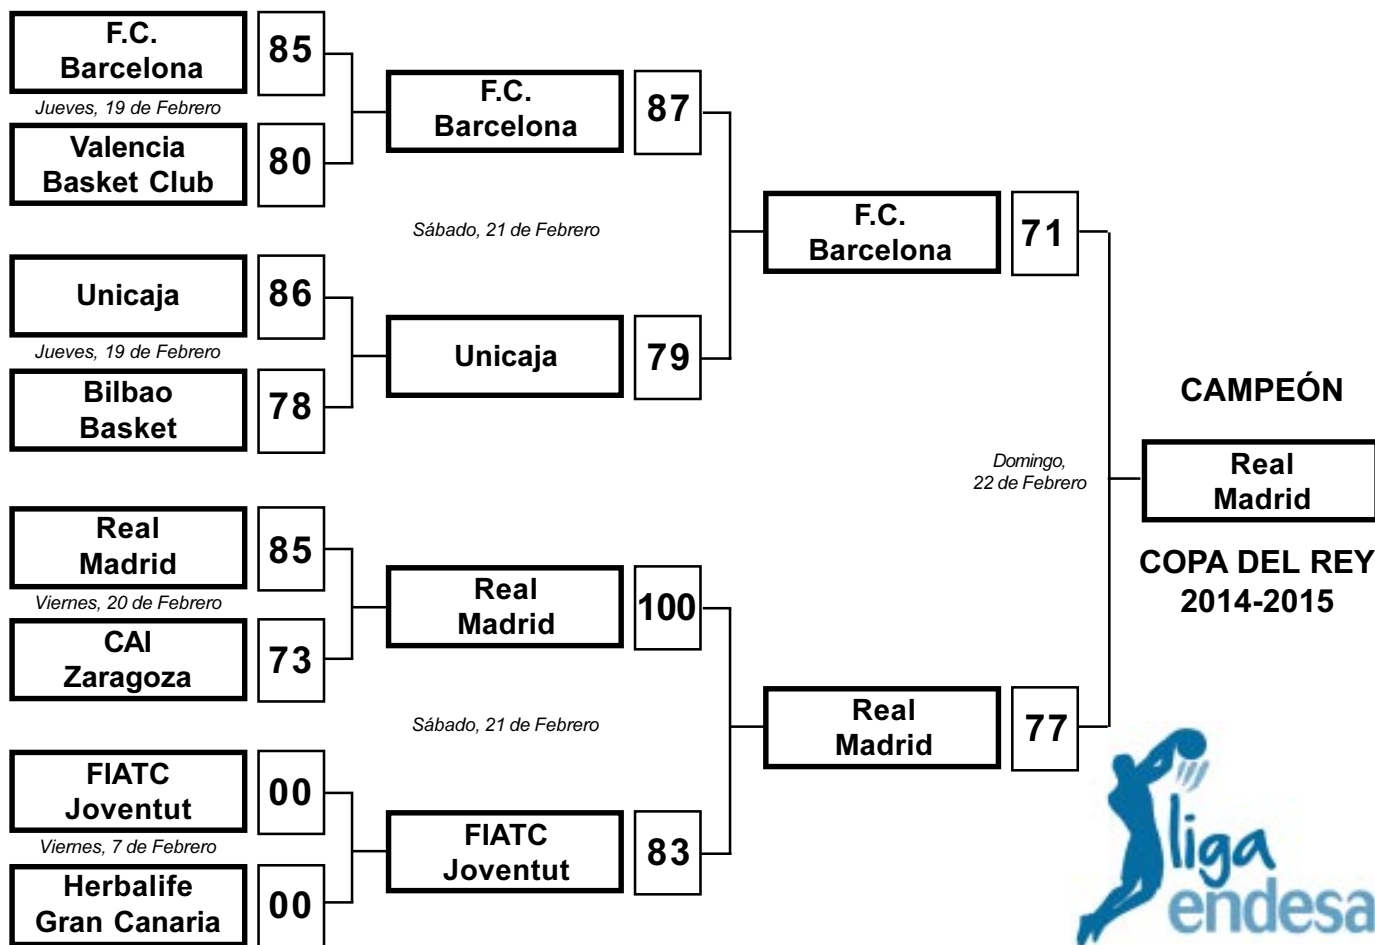 F.C.
Barcelona
85
Jueves, 19 de Febrero
Valencia
Basket Club
80
Unicaja
86
Jueves, 19 de Febrero
Bilbao
Basket
78
Real
Madrid
85
Viernes, 20 de Febrero
CAI
Zaragoza
73
FIATC
Joventut
00
Viernes, 7 de Febrero
Herbalife
Gran Canaria
00
F.C.
Barcelona
87
Sábado, 21 de Febrero
Unicaja
79
Real
Madrid
100
Sábado, 21 de Febrero
FIATC
Joventut
83
F.C.
Barcelona
71
Domingo,
22 de Febrero
Real
Madrid
77
CAMPEÓN
Real
Madrid
COPA DEL REY
2014-2015
liga
endesa